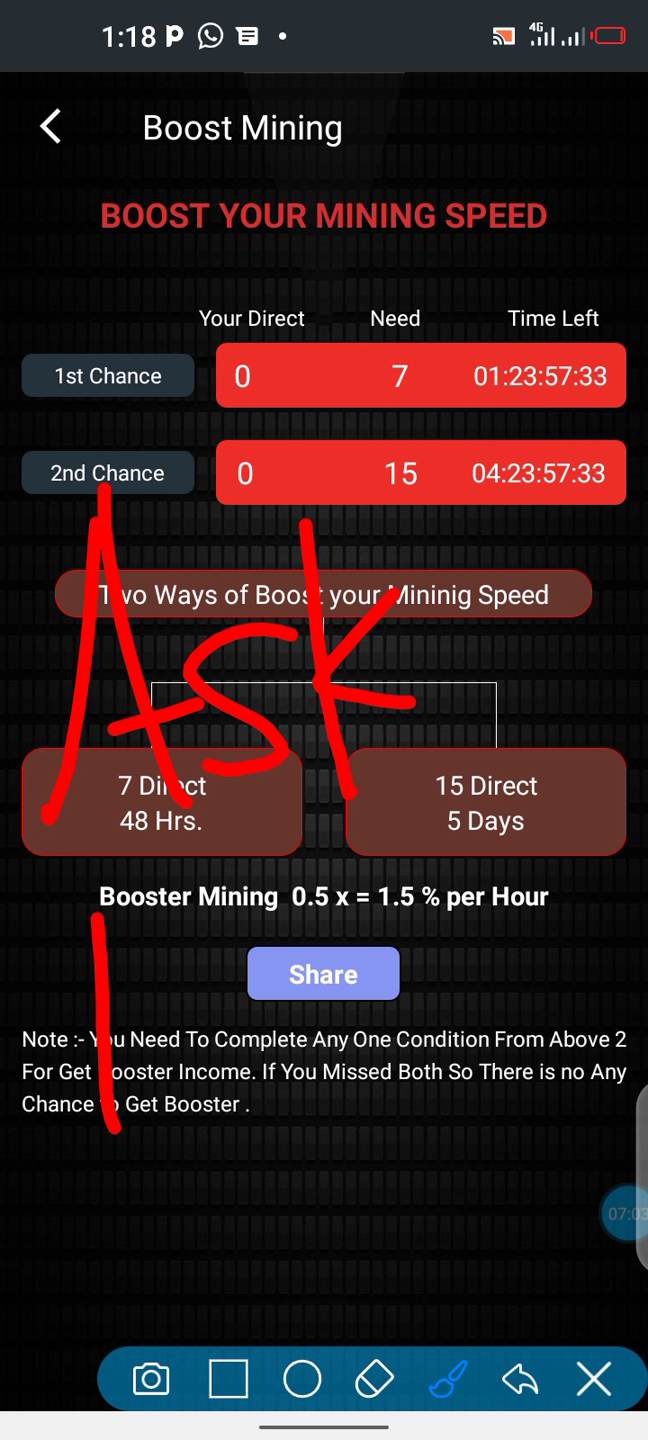 1:18
4G
Boost Mining
BOOST YOUR MINING SPEED
Your Direct Need Time Left
1st Chance 0 7 01:23:57:33
2nd Chance 0 15 04:23:57:33
Two Ways of Boost your Mininig Speed
ASK
7 Direct 15 Direct
48 Hrs. 5 Days
Booster Mining 0.5 x = 1.5 % per Hour
Share
Note :- You Need To Complete Any One Condition From Above 2
For Get Booster Income. If You Missed Both So There is no Any
Chance to Get Booster .
07:03